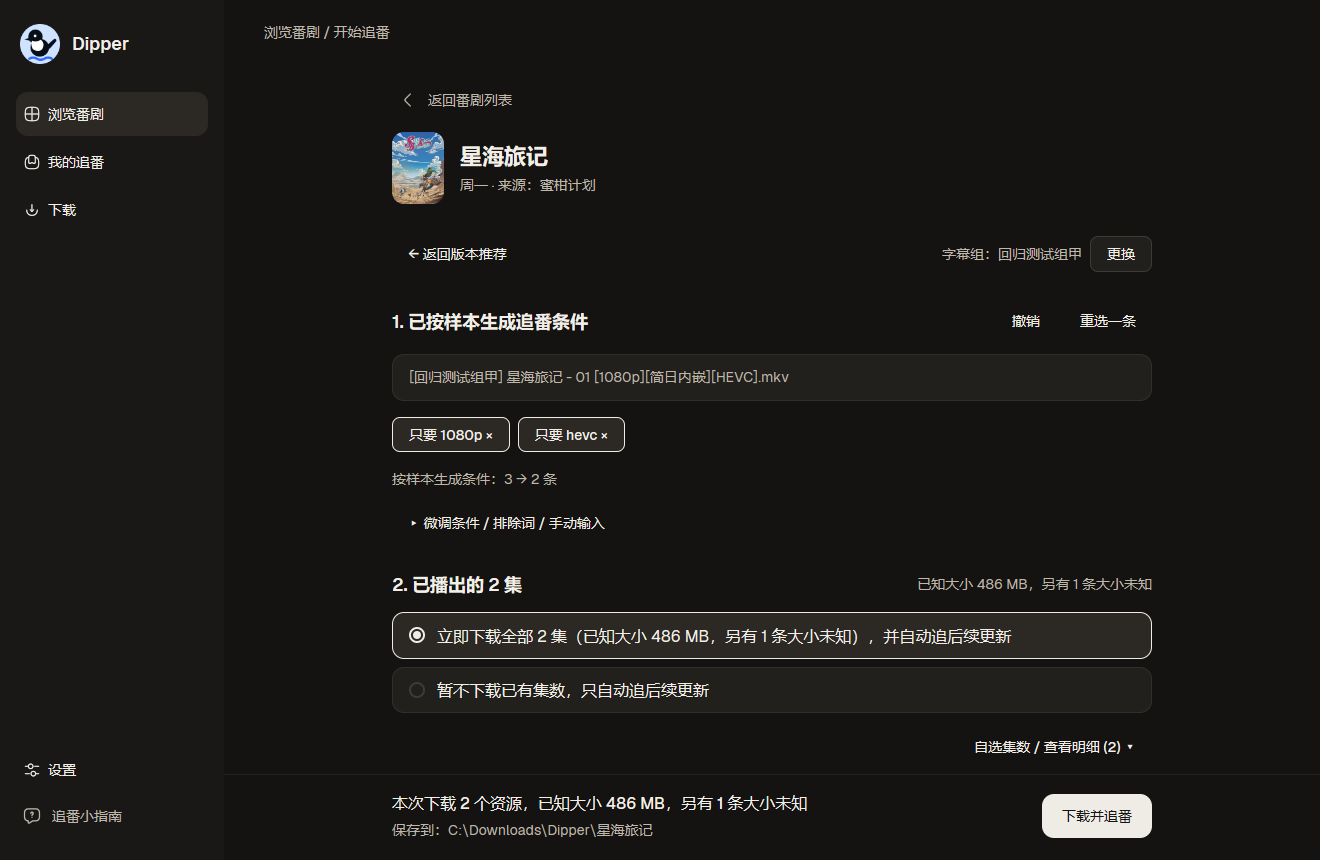 Dipper
浏览番剧
我的追番
下载
设置
追番小指南
浏览番剧 / 开始追番
返回番剧列表
星海旅记
周一 · 来源：蜜柑计划
← 返回版本推荐
字幕组：回归测试组甲
更换
1. 已按样本生成追番条件
撤销
重选一条
[回归测试组甲] 星海旅记 - 01 [1080p][简日内嵌][HEVC].mkv
只要 1080p ×
只要 hevc ×
按样本生成条件：3 → 2 条
▸ 微调条件 / 排除词 / 手动输入
2. 已播出的 2 集
已知大小 486 MB，另有 1 条大小未知
立即下载全部 2 集（已知大小 486 MB，另有 1 条大小未知），并自动追后续更新
暂不下载已有集数，只自动追后续更新
自选集数 / 查看明细 (2) ▾
本次下载 2 个资源，已知大小 486 MB，另有 1 条大小未知
保存到：C:\Downloads\Dipper\星海旅记
下载并追番